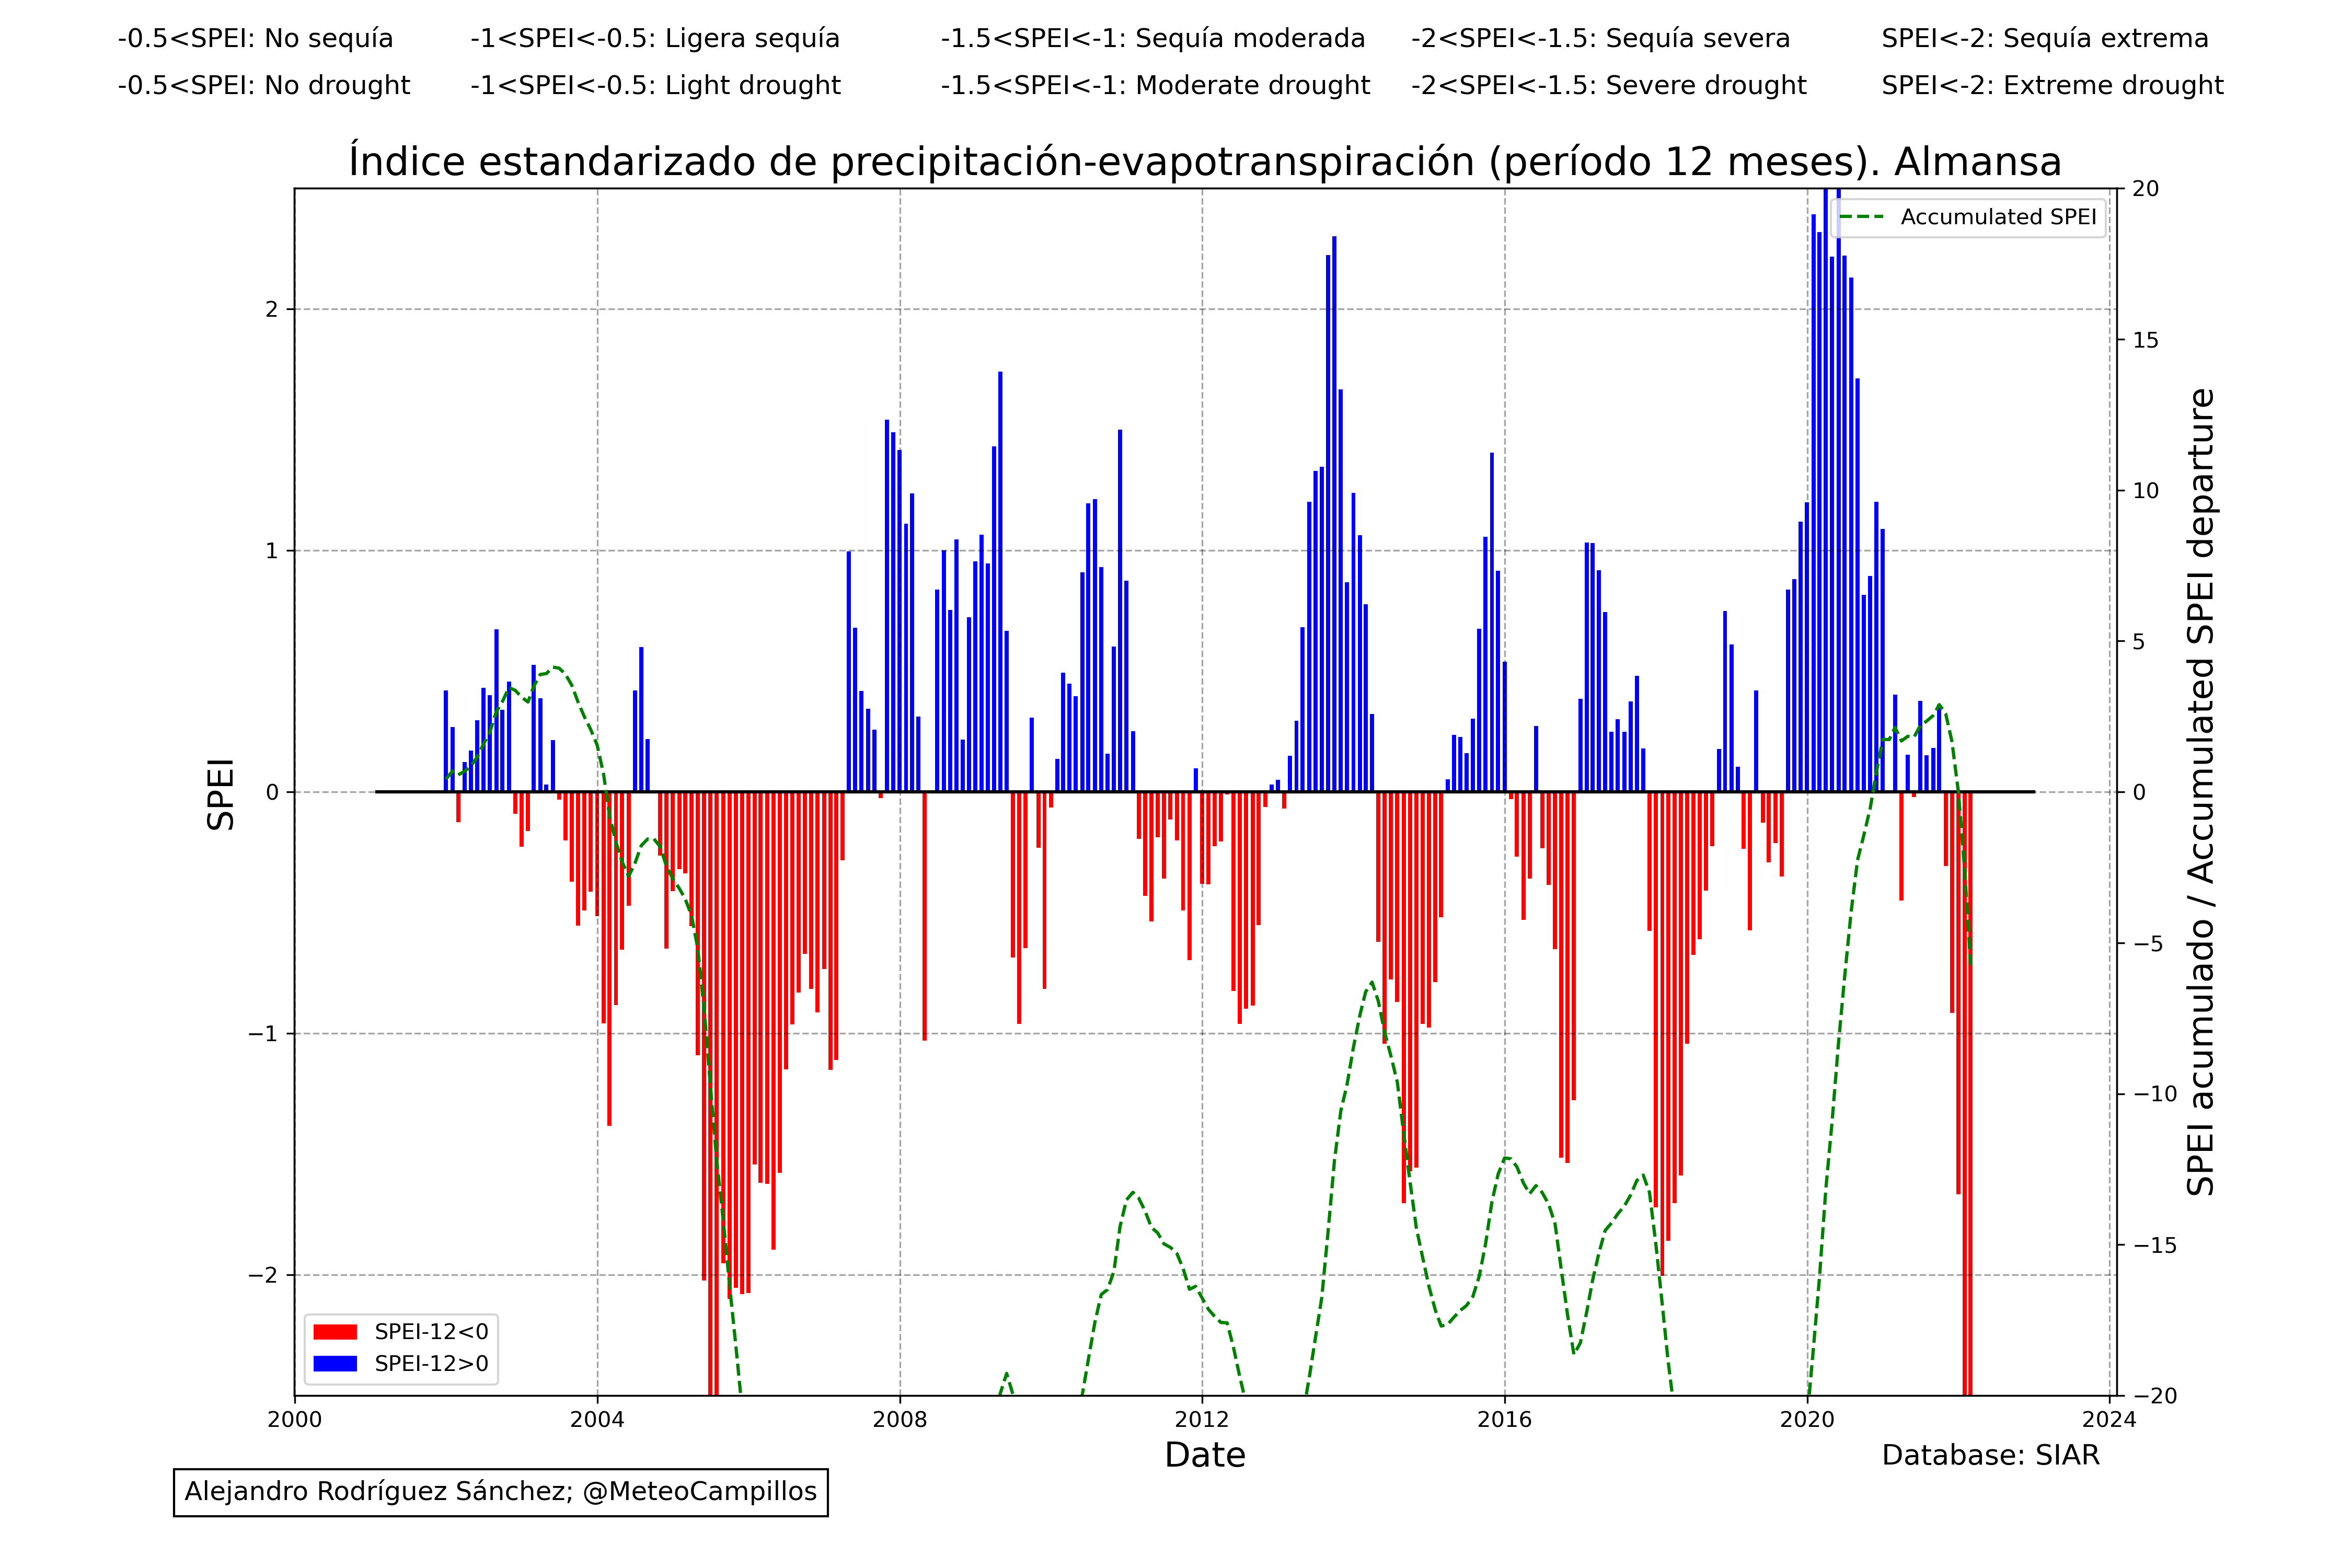 -0.5<SPEI: No sequía -1<SPEI<-0.5: Ligera sequía -1.5<SPEI<-1: Sequía moderada -2<SPEI<-1.5: Sequía severa SPEI<-2: Sequía extrema
-0.5<SPEI: No drought -1<SPEI<-0.5: Light drought -1.5<SPEI<-1: Moderate drought -2<SPEI<-1.5: Severe drought SPEI<-2: Extreme drought
Índice estandarizado de precipitación-evapotranspiración (período 12 meses). Almansa
Accumulated SPEI
SPEI
2
1
0
−1
−2
20
15
10
5
0
−5
−10
−15
−20
SPEI acumulado / Accumulated SPEI departure
SPEI-12<0
SPEI-12>0
2000 2004 2008 2012 2016 2020 2024
Date
Database: SIAR
Alejandro Rodríguez Sánchez; @MeteoCampillos